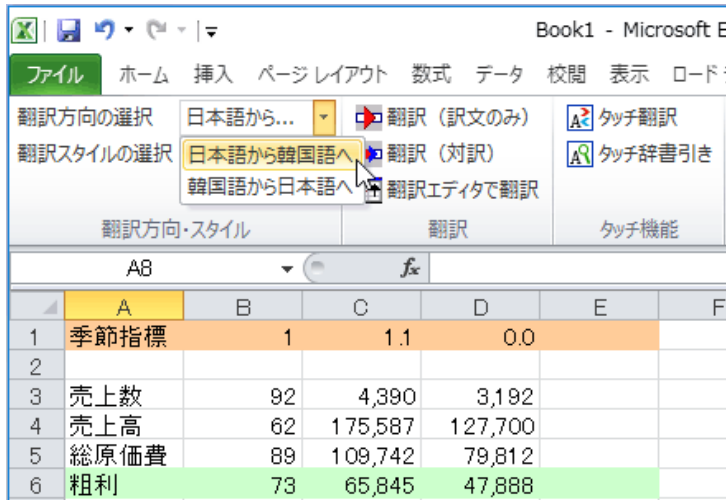 Book1 - Microsoft E
ファイル ホーム 挿入 ページ レイアウト 数式 データ 校閲 表示 ロード
翻訳方向の選択 日本語から... 翻訳（訳文のみ） タッチ翻訳
翻訳スタイルの選択 日本語から韓国語へ 翻訳（対訳） タッチ辞書引き
韓国語から日本語へ 翻訳エディタで翻訳
翻訳方向・スタイル 翻訳 タッチ機能
A8 fx
A B C D E F
1 季節指標 1 1.1 0.0
2
3 売上数 92 4,390 3,192
4 売上高 62 175,587 127,700
5 総原価費 89 109,742 79,812
6 粗利 73 65,845 47,888